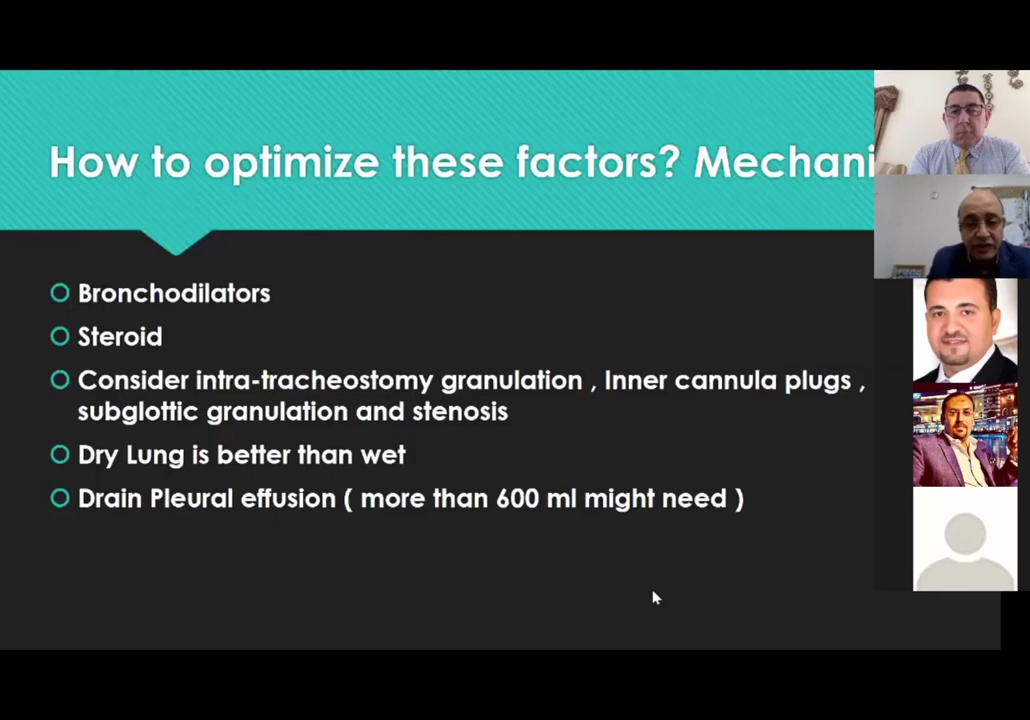 How to optimize these factors? Mechani
Bronchodilators
Steroid
Consider intra-tracheostomy granulation , Inner cannula plugs ,
subglottic granulation and stenosis
Dry Lung is better than wet
Drain Pleural effusion ( more than 600 ml might need )